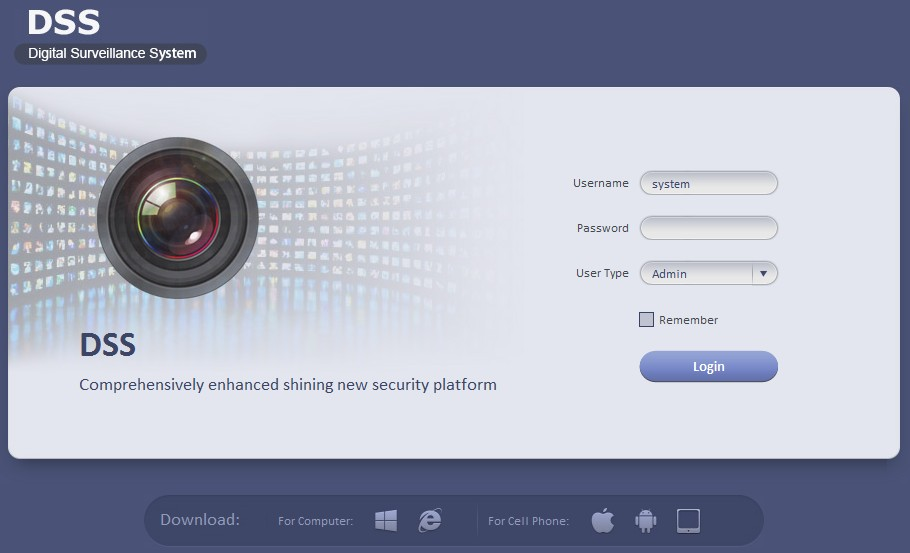 DSS
Digital Surveillance System
Username system
Password
User Type Admin
Remember
Login
DSS
Comprehensively enhanced shining new security platform
Download: For Computer: For Cell Phone: